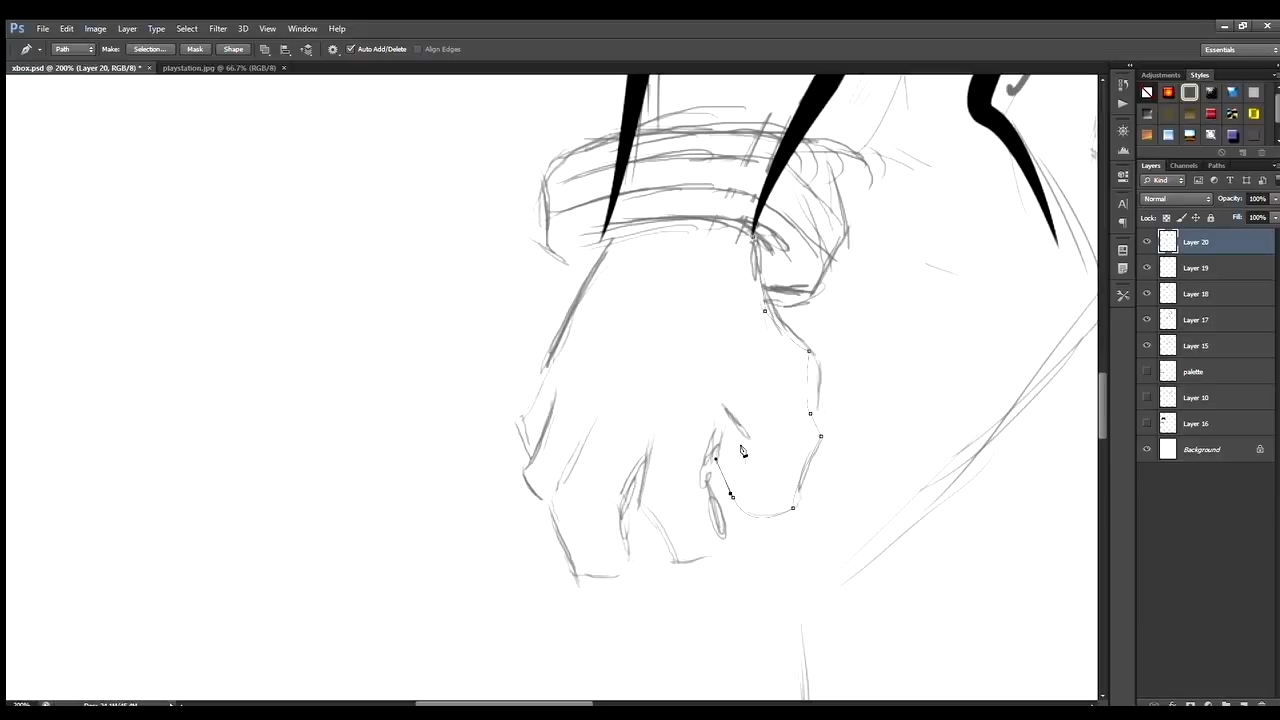 Ps File Edit Image Layer Type Select Filter 3D View Window Help
Path Make: Selection... Mask Shape Auto Add/Delete Align Edges Essentials
xbox.psd @ 200% (Layer 20, RGB/8) * × playstation.jpg @ 66.7% (RGB/8) ×
Adjustments Styles
Layers Channels Paths
Kind
Normal Opacity: 100%
Lock: Fill: 100%
Layer 20
Layer 19
Layer 18
Layer 17
Layer 15
palette
Layer 10
Layer 16
Background
200%